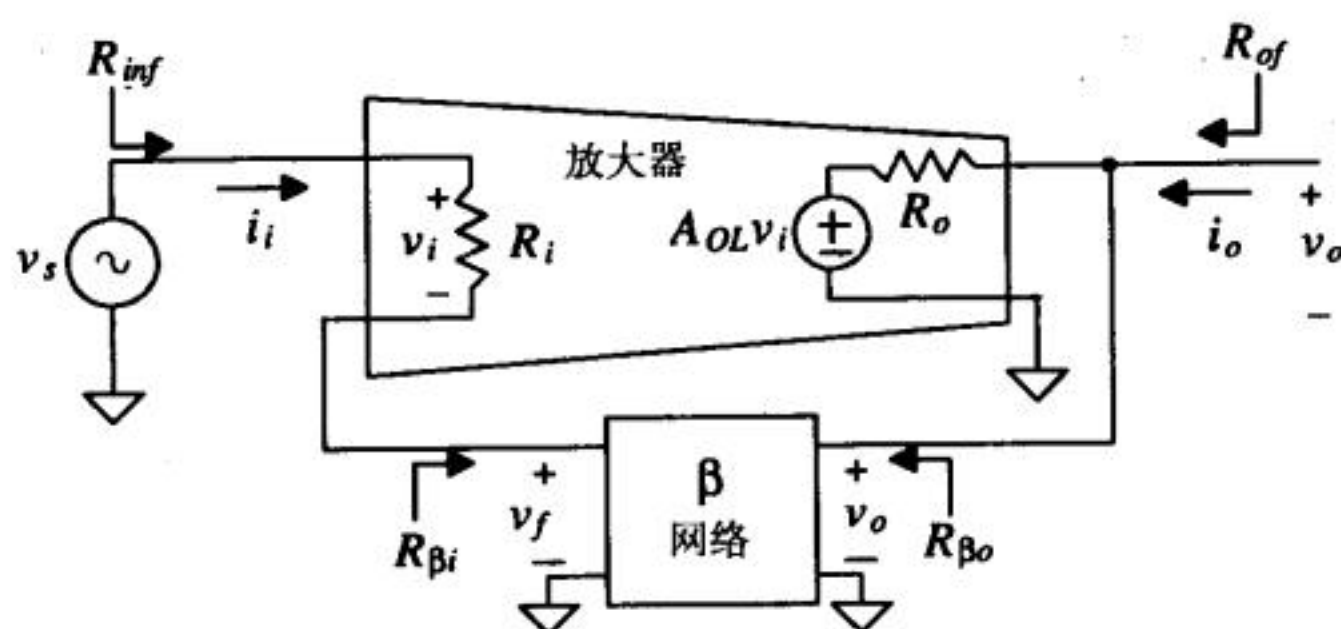 R_inf
R_of
放大器
i_i
+
v_i
−
R_i
A_OL v_i
R_o
i_o
+
v_o
−
v_s
β
网络
+
v_f
−
+
v_o
−
R_βi
R_βo